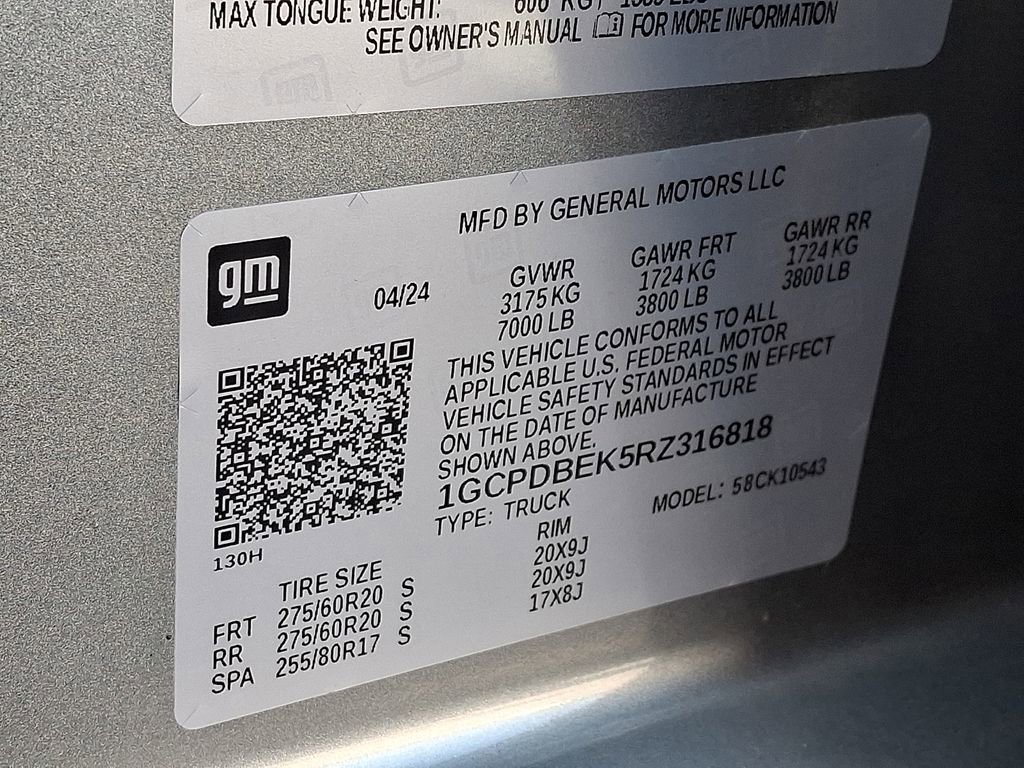 MAX TONGUE WEIGHT:
SEE OWNER'S MANUAL FOR MORE INFORMATION
MFD BY GENERAL MOTORS LLC
gm
04/24
GVWR GAWR FRT GAWR RR
3175 KG 1724 KG 1724 KG
7000 LB 3800 LB 3800 LB
THIS VEHICLE CONFORMS TO ALL
APPLICABLE U.S. FEDERAL MOTOR
VEHICLE SAFETY STANDARDS IN EFFECT
ON THE DATE OF MANUFACTURE
SHOWN ABOVE.
1GCPDBEK5RZ316818
TYPE: TRUCK MODEL: 58CK10543
130H
TIRE SIZE RIM
FRT 275/60R20 S 20X9J
RR 275/60R20 S 20X9J
SPA 255/80R17 S 17X8J